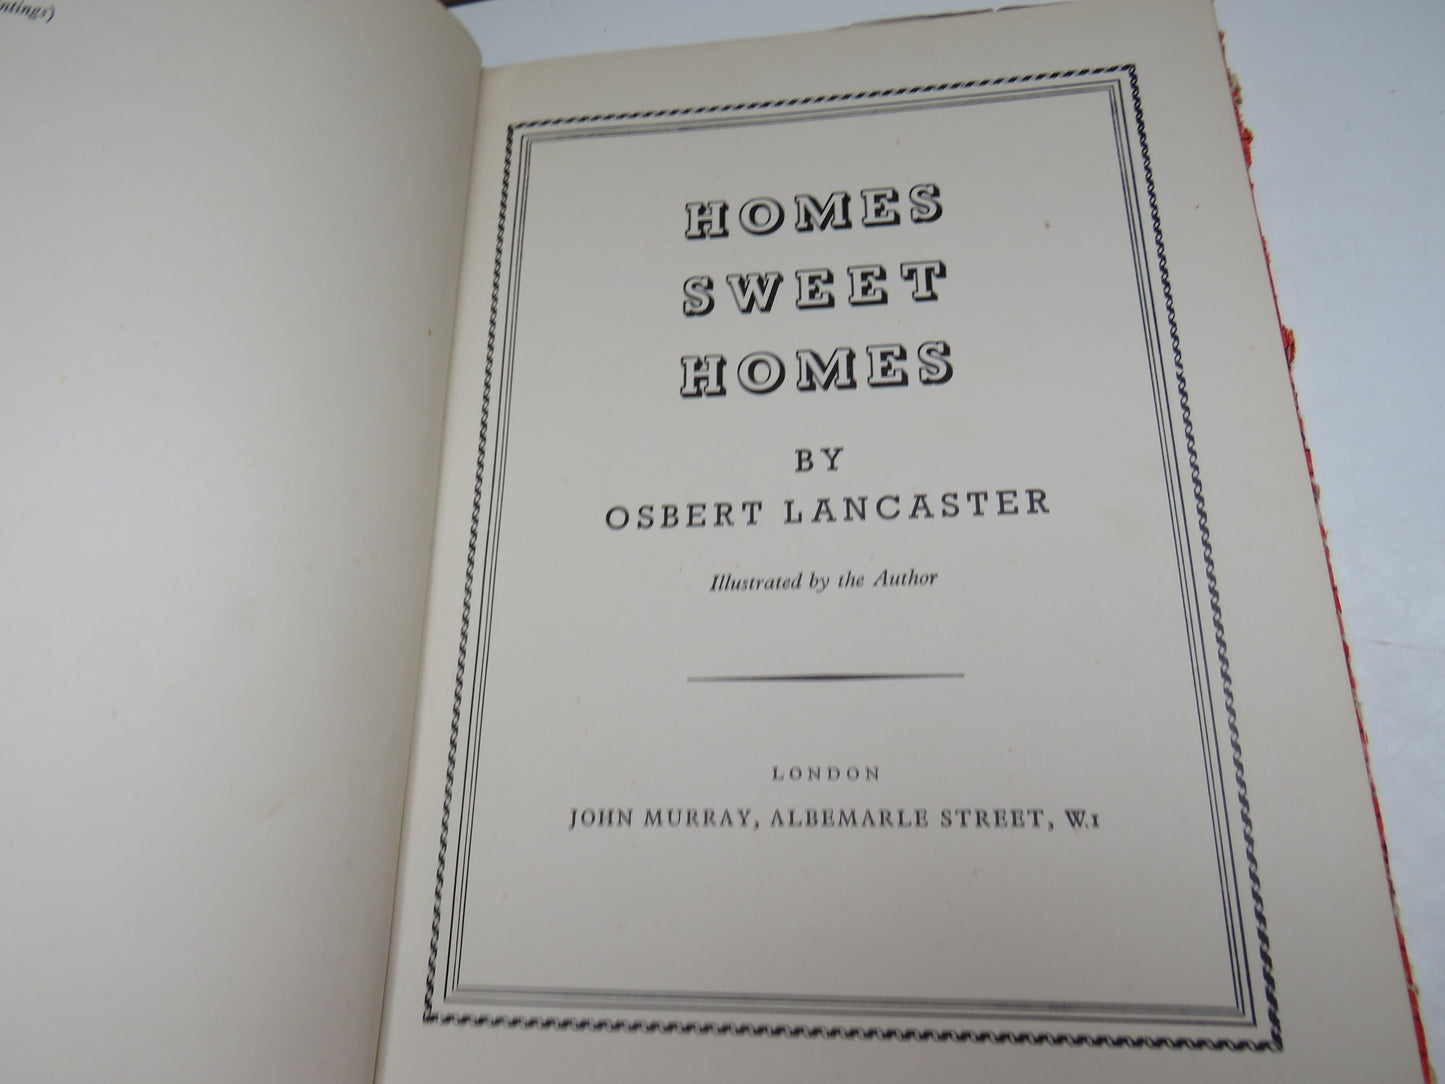 HOMES
SWEET
HOMES
BY
OSBERT LANCASTER
Illustrated by the Author
LONDON
JOHN MURRAY, ALBEMARLE STREET, W.1